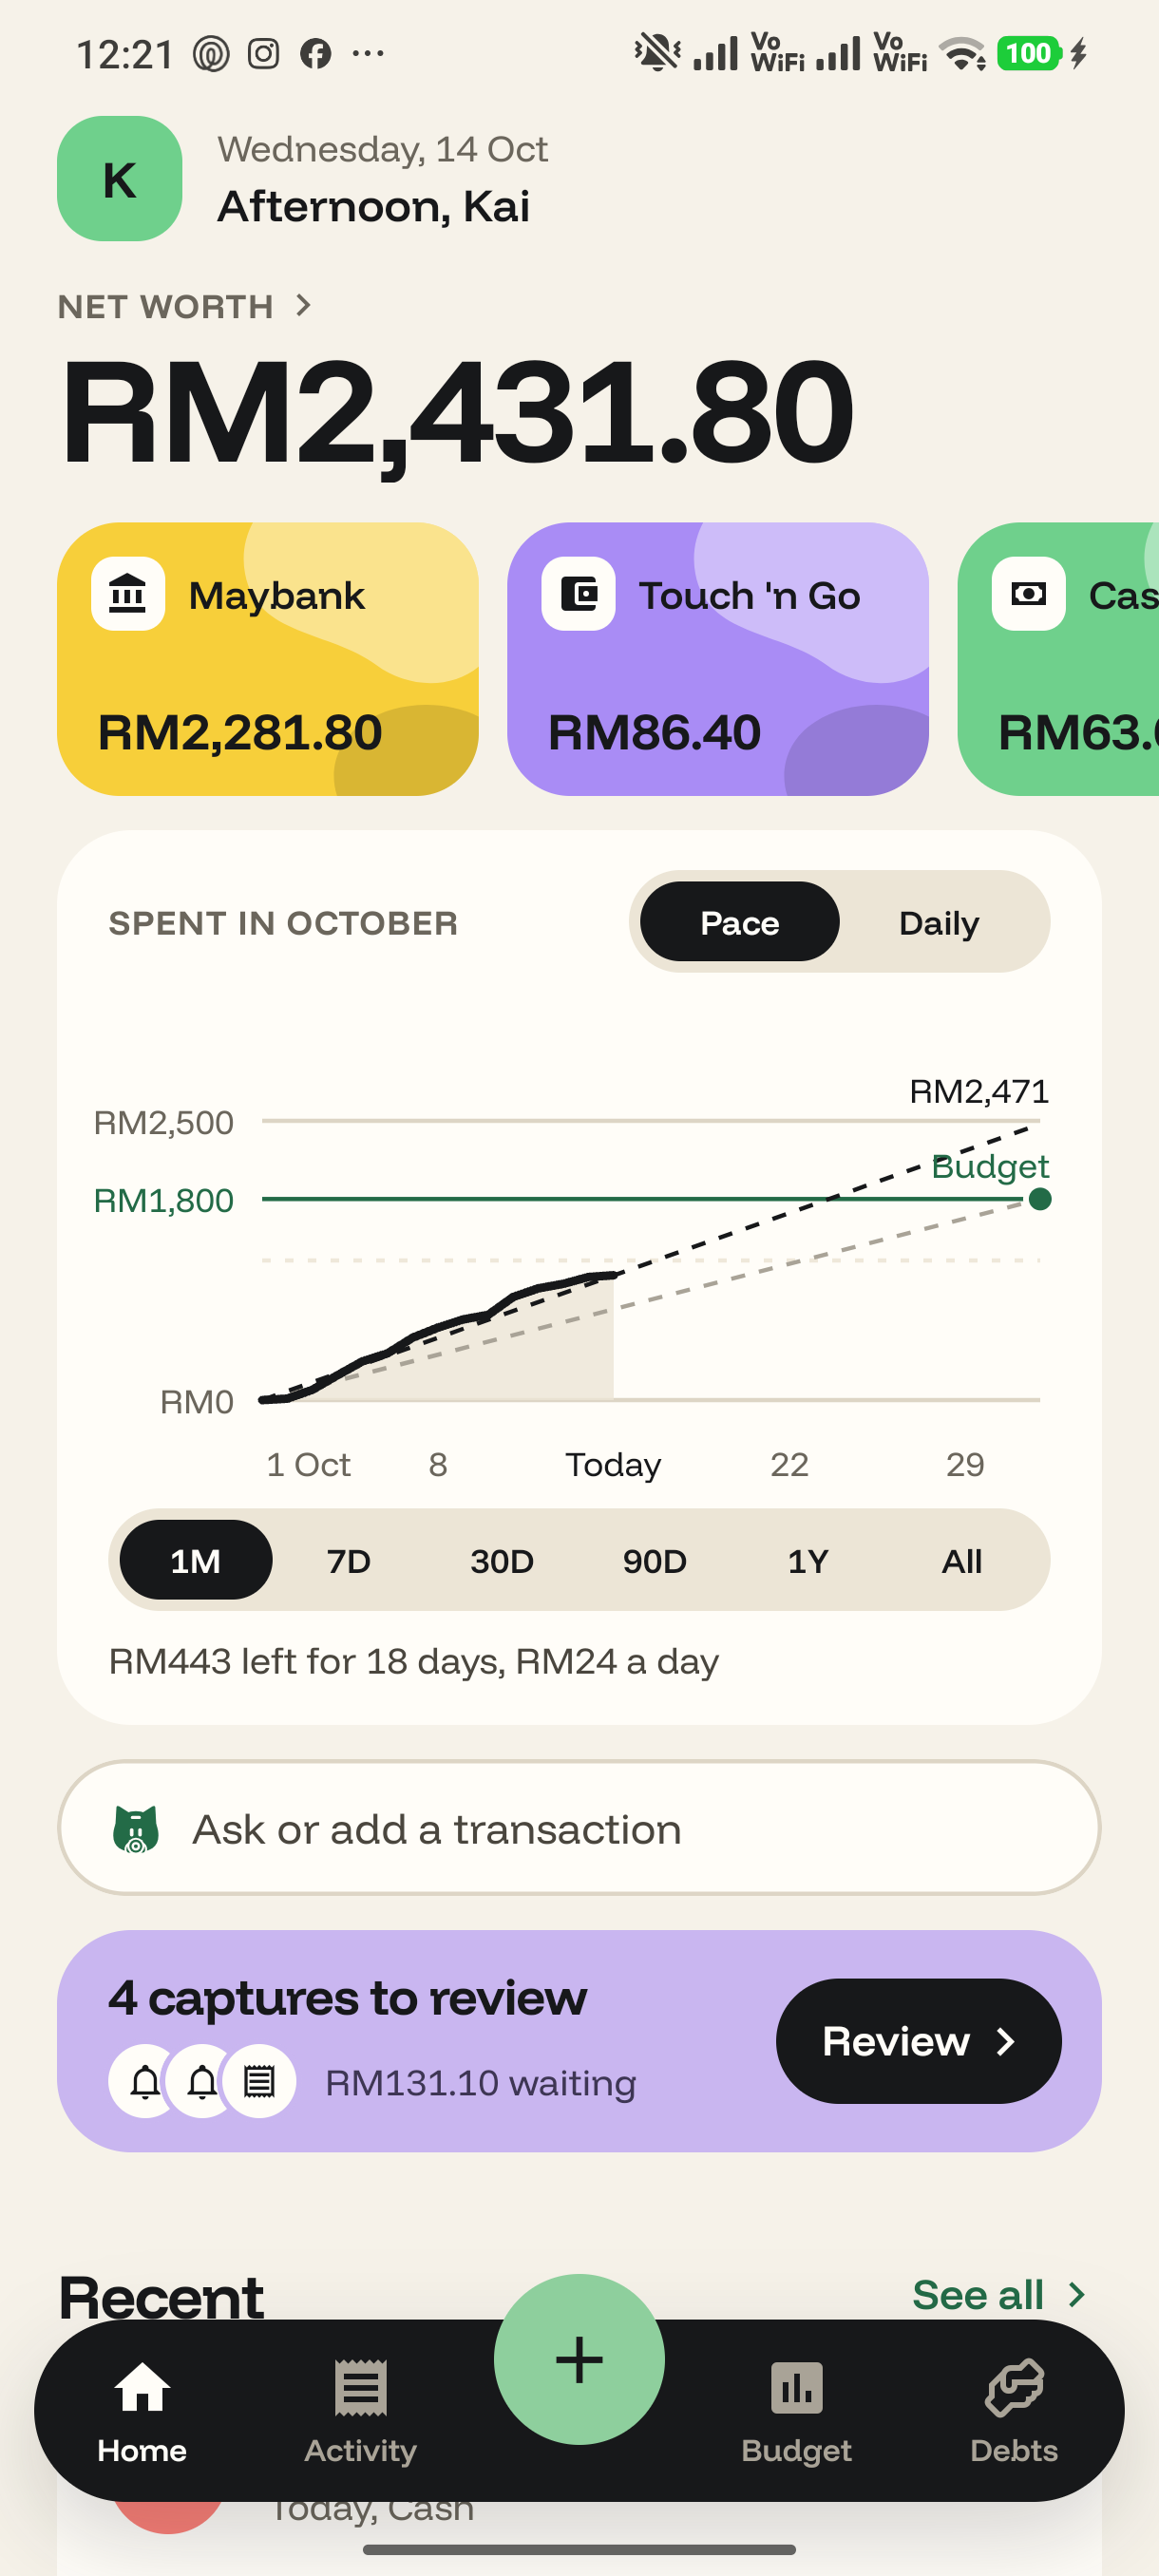 12:21
Vo WiFi
Vo WiFi
100
K
Wednesday, 14 Oct
Afternoon, Kai
NET WORTH
RM2,431.80
Maybank
Touch 'n Go
RM2,281.80
RM86.40
SPENT IN OCTOBER
Pace
Daily
RM2,471
RM2,500
Budget
RM1,800
RM0
1 Oct
8
Today
22
29
1M
7D
30D
90D
1Y
All
RM443 left for 18 days, RM24 a day
Ask or add a transaction
4 captures to review
RM131.10 waiting
Review
Recent
See all
Home
Activity
Budget
Debts
Today, Cash